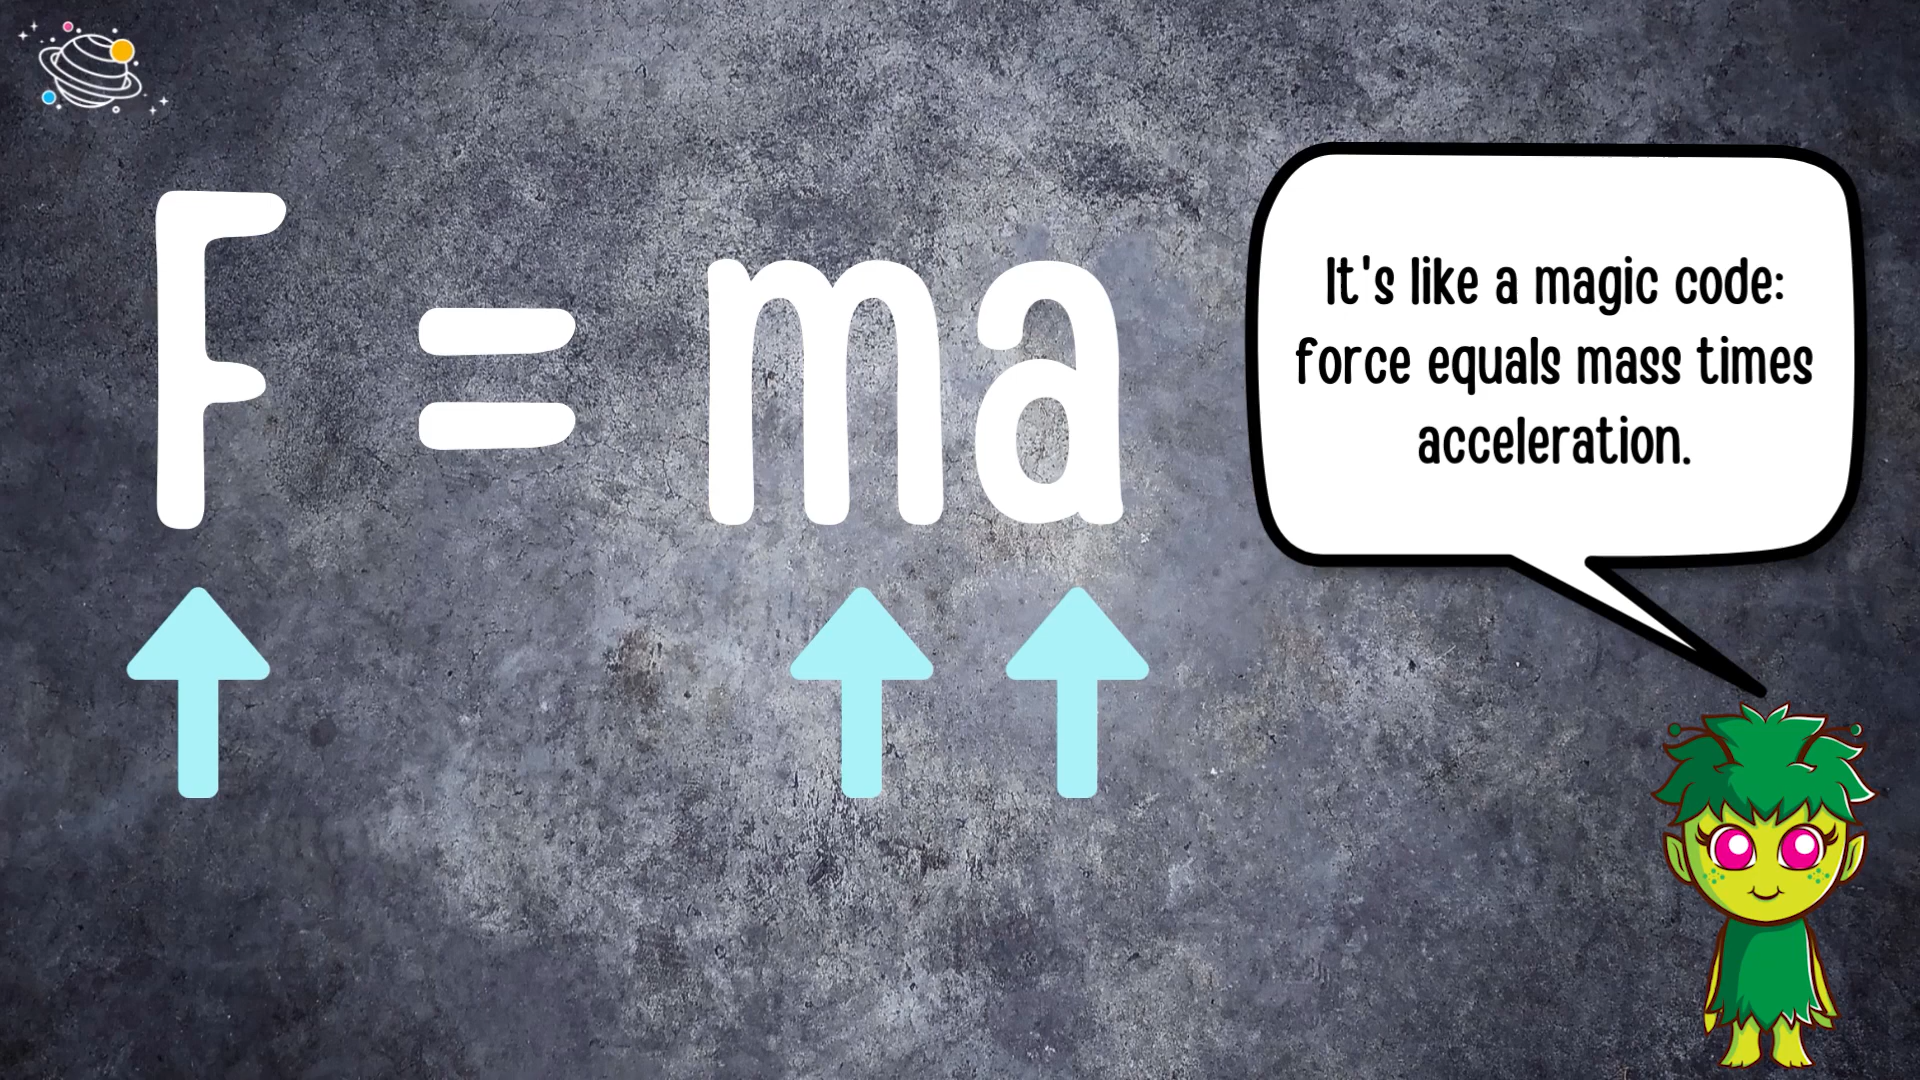 F = ma
It's like a magic code:
force equals mass times
acceleration.